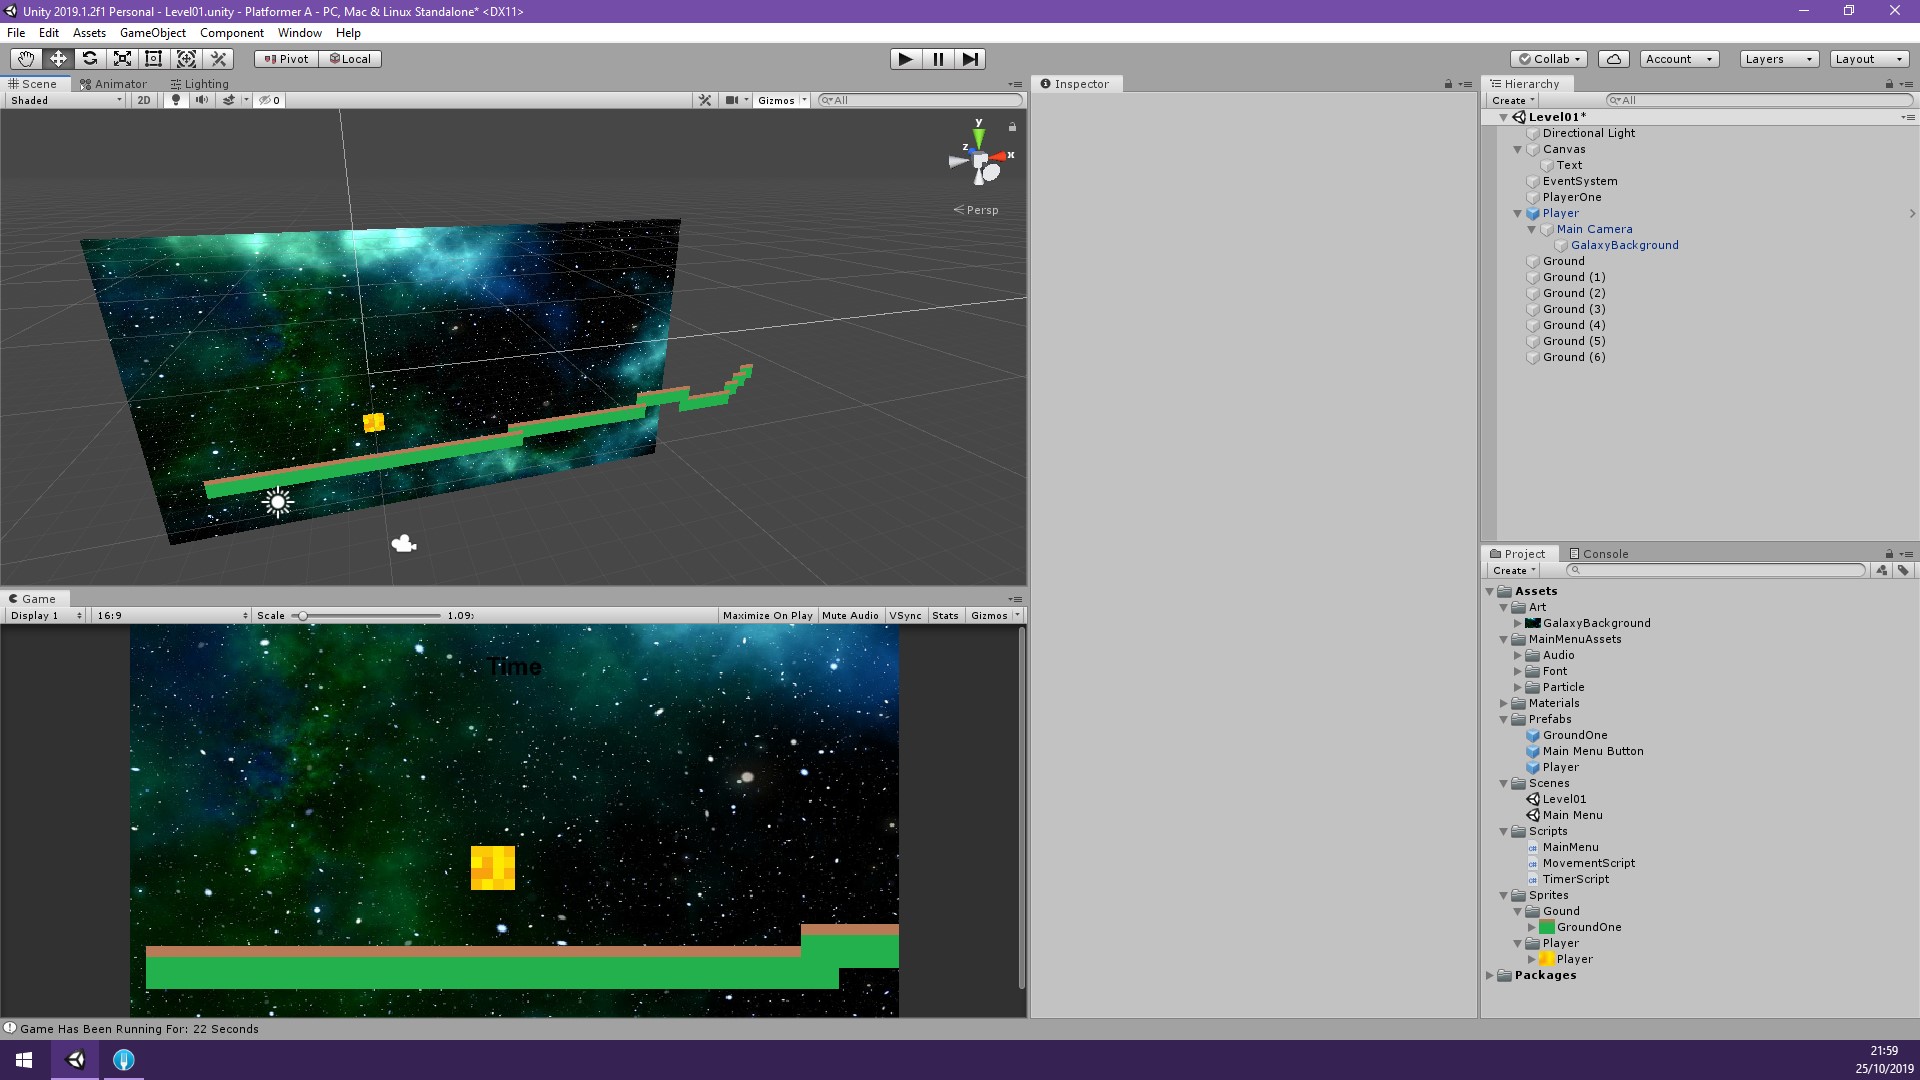 Unity 2019.1.2f1 Personal - Level01.unity - Platformer A - PC, Mac & Linux Standalone* <DX11>
File Edit Assets GameObject Component Window Help
Pivot Local Collab Account Layers Layout
Scene Animator Lighting
Shaded 2D 0 Gizmos All
y
z x
Persp
Game
Display 1 16:9 Scale 1.09: Maximize On Play Mute Audio VSync Stats Gizmos
Time
Inspector
Hierarchy
Create All
Level01*
Directional Light
Canvas
Text
EventSystem
PlayerOne
Player
Main Camera
GalaxyBackground
Ground
Ground (1)
Ground (2)
Ground (3)
Ground (4)
Ground (5)
Ground (6)
Project Console
Create
Assets
Art
GalaxyBackground
MainMenuAssets
Audio
Font
Particle
Materials
Prefabs
GroundOne
Main Menu Button
Player
Scenes
Level01
Main Menu
Scripts
MainMenu
MovementScript
TimerScript
Sprites
Gound
GroundOne
Player
Player
Packages
Game Has Been Running For: 22 Seconds
21:59
25/10/2019